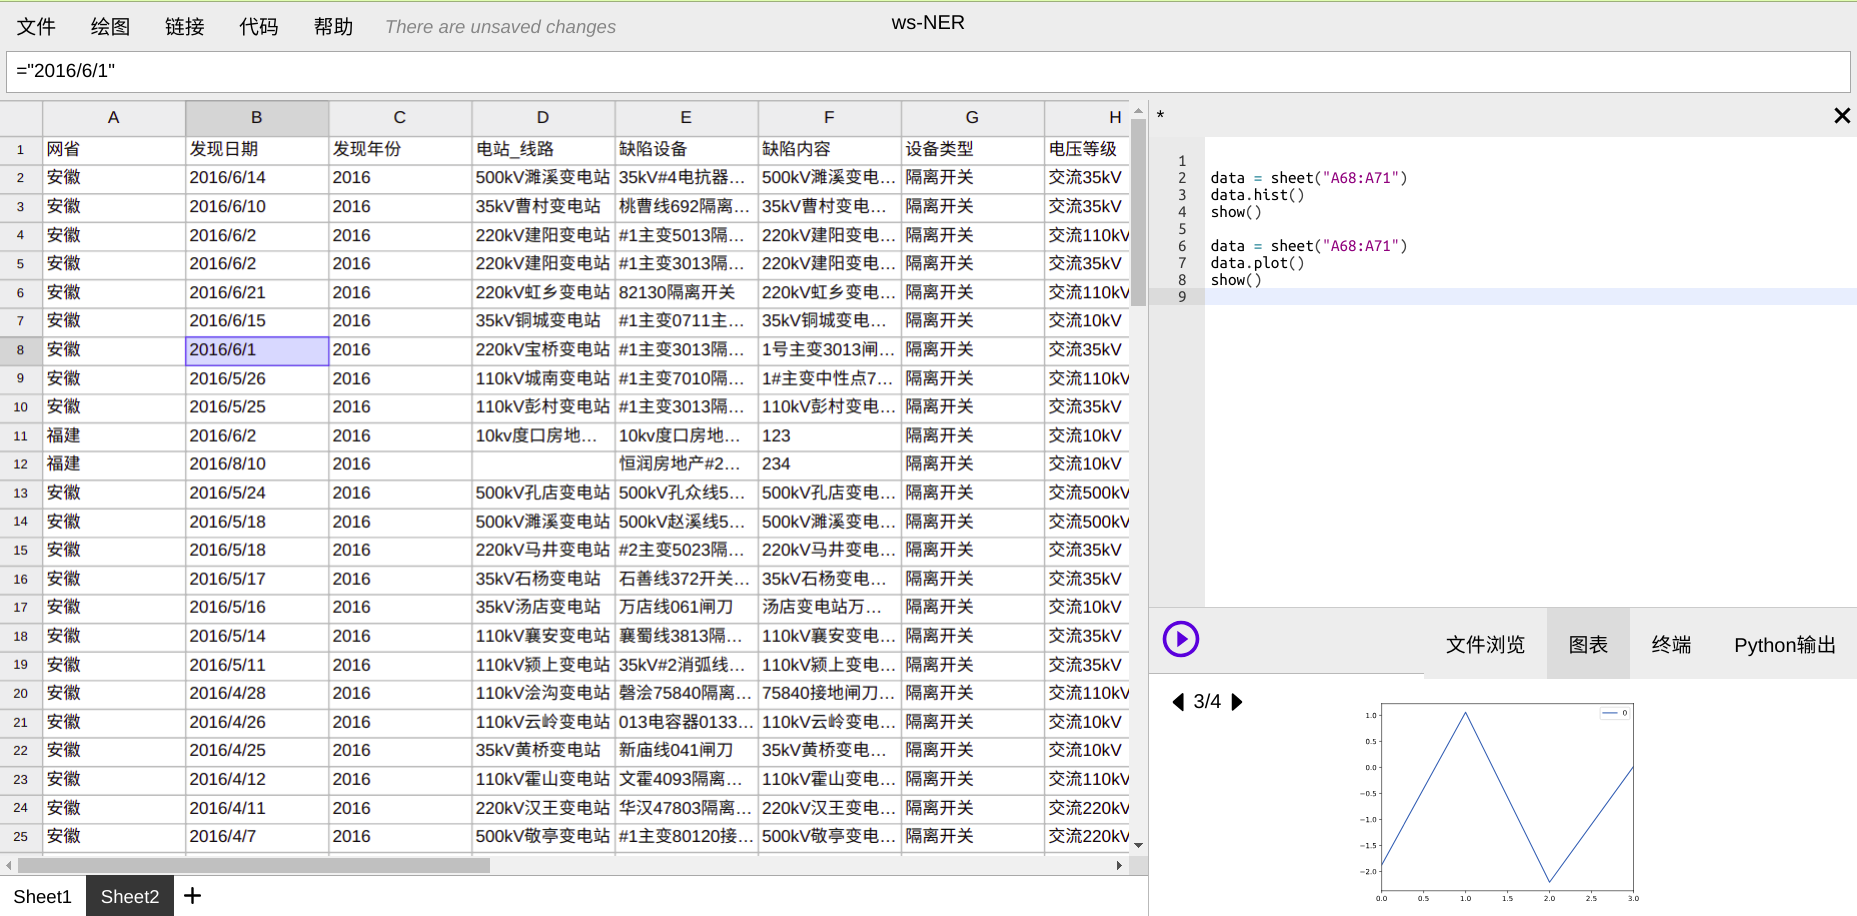 文件 绘图 链接 代码 帮助 There are unsaved changes ws-NER
="2016/6/1"
A B C D E F G H
1 网省 发现日期 发现年份 电站_线路 缺陷设备 缺陷内容 设备类型 电压等级
2 安徽 2016/6/14 2016 500kV濉溪变电站 35kV#4电抗器... 500kV濉溪变电... 隔离开关 交流35kV
3 安徽 2016/6/10 2016 35kV曹村变电站 桃曹线692隔离... 35kV曹村变电... 隔离开关 交流35kV
4 安徽 2016/6/2 2016 220kV建阳变电站 #1主变5013隔... 220kV建阳变电... 隔离开关 交流110kV
5 安徽 2016/6/2 2016 220kV建阳变电站 #1主变3013隔... 220kV建阳变电... 隔离开关 交流35kV
6 安徽 2016/6/21 2016 220kV虹乡变电站 82130隔离开关 220kV虹乡变电... 隔离开关 交流110kV
7 安徽 2016/6/15 2016 35kV铜城变电站 #1主变0711主... 35kV铜城变电... 隔离开关 交流10kV
8 安徽 2016/6/1 2016 220kV宝桥变电站 #1主变3013隔... 1号主变3013闸... 隔离开关 交流35kV
9 安徽 2016/5/26 2016 110kV城南变电站 #1主变7010隔... 1#主变中性点7... 隔离开关 交流110kV
10 安徽 2016/5/25 2016 110kV彭村变电站 #1主变3013隔... 110kV彭村变电... 隔离开关 交流35kV
11 福建 2016/6/2 2016 10kv度口房地... 10kv度口房地... 123 隔离开关 交流10kV
12 福建 2016/8/10 2016 恒润房地产#2... 234 隔离开关 交流10kV
13 安徽 2016/5/24 2016 500kV孔店变电站 500kV孔众线5... 500kV孔店变电... 隔离开关 交流500kV
14 安徽 2016/5/18 2016 500kV濉溪变电站 500kV赵溪线5... 500kV濉溪变电... 隔离开关 交流500kV
15 安徽 2016/5/18 2016 220kV马井变电站 #2主变5023隔... 220kV马井变电... 隔离开关 交流35kV
16 安徽 2016/5/17 2016 35kV石杨变电站 石善线372开关... 35kV石杨变电... 隔离开关 交流35kV
17 安徽 2016/5/16 2016 35kV汤店变电站 万店线061闸刀 汤店变电站万... 隔离开关 交流10kV
18 安徽 2016/5/14 2016 110kV襄安变电站 襄蜀线3813隔... 110kV襄安变电... 隔离开关 交流35kV
19 安徽 2016/5/11 2016 110kV颍上变电站 35kV#2消弧线... 110kV颍上变电... 隔离开关 交流35kV
20 安徽 2016/4/28 2016 110kV浍沟变电站 磬浍75840隔离... 75840接地闸刀... 隔离开关 交流110kV
21 安徽 2016/4/26 2016 110kV云岭变电站 013电容器0133... 110kV云岭变电... 隔离开关 交流10kV
22 安徽 2016/4/25 2016 35kV黄桥变电站 新庙线041闸刀 35kV黄桥变电... 隔离开关 交流10kV
23 安徽 2016/4/12 2016 110kV霍山变电站 文霍4093隔离... 110kV霍山变电... 隔离开关 交流110kV
24 安徽 2016/4/11 2016 220kV汉王变电站 华汉47803隔离... 220kV汉王变电... 隔离开关 交流220kV
25 安徽 2016/4/7 2016 500kV敬亭变电站 #1主变80120接... 500kV敬亭变电... 隔离开关 交流220kV
Sheet1 Sheet2 +
*
1
2 data = sheet("A68:A71")
3 data.hist()
4 show()
5
6 data = sheet("A68:A71")
7 data.plot()
8 show()
9
文件浏览 图表 终端 Python输出
3/4
0
1.0
0.5
0.0
−0.5
−1.0
−1.5
−2.0
0.0 0.5 1.0 1.5 2.0 2.5 3.0